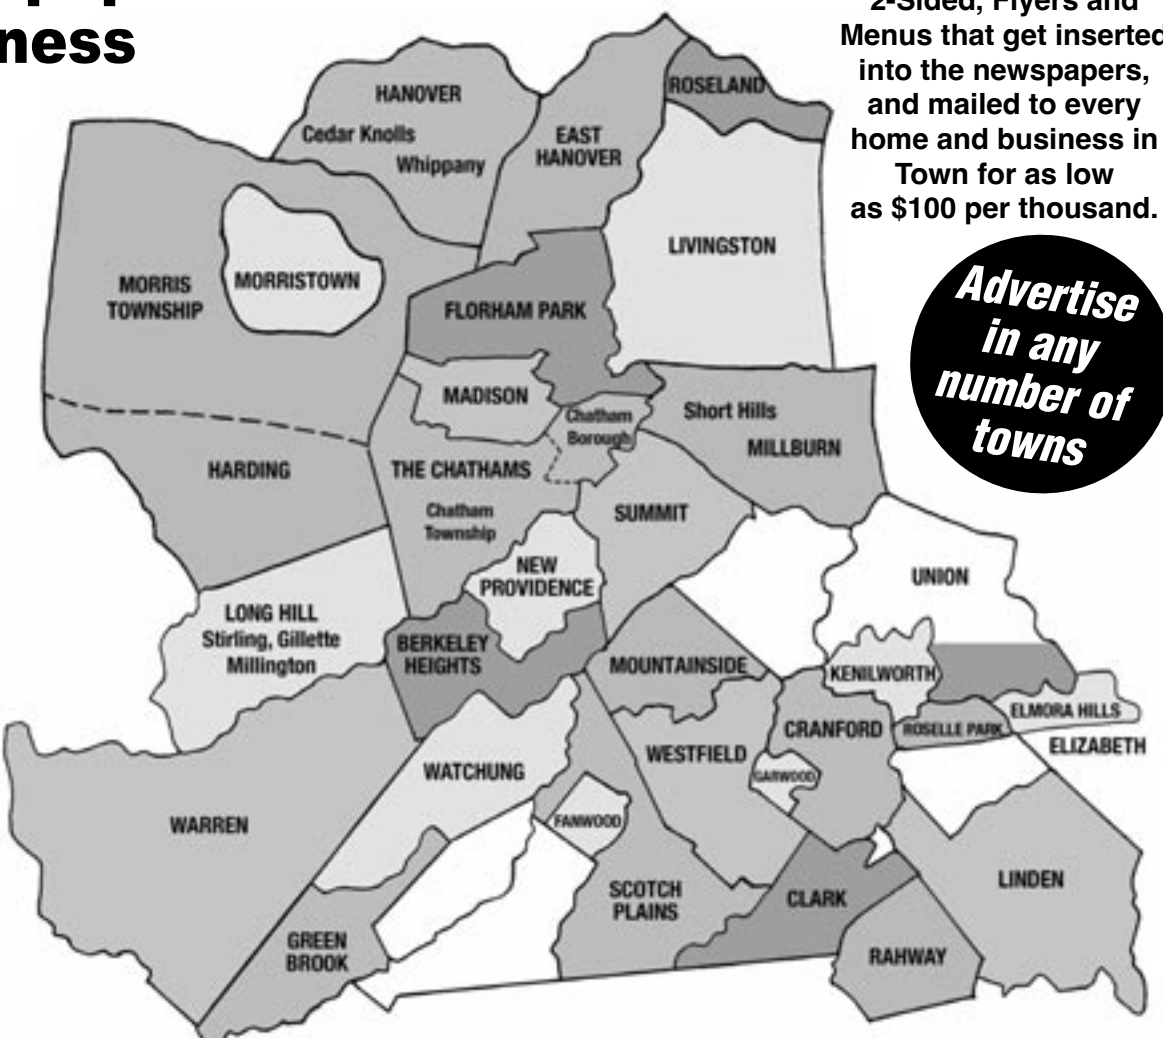 ness
2-Sided, Flyers and
Menus that get inserted
into the newspapers,
and mailed to every
home and business in
Town for as low
as $100 per thousand.
Advertise
in any
number of
towns
HANOVER
Cedar Knolls
Whippany
EAST
HANOVER
ROSELAND
LIVINGSTON
MORRIS
TOWNSHIP
MORRISTOWN
FLORHAM PARK
MADISON
Chatham
Borough
Short Hills
MILLBURN
HARDING
THE CHATHAMS
Chatham
Township
SUMMIT
NEW
PROVIDENCE
UNION
LONG HILL
Stirling, Gillette
Millington
BERKELEY
HEIGHTS
MOUNTAINSIDE
KENILWORTH
ELMORA HILLS
ROSELLE PARK
ELIZABETH
CRANFORD
WESTFIELD
GARWOOD
WATCHUNG
FANWOOD
WARREN
SCOTCH
PLAINS
CLARK
LINDEN
GREEN
BROOK
RAHWAY